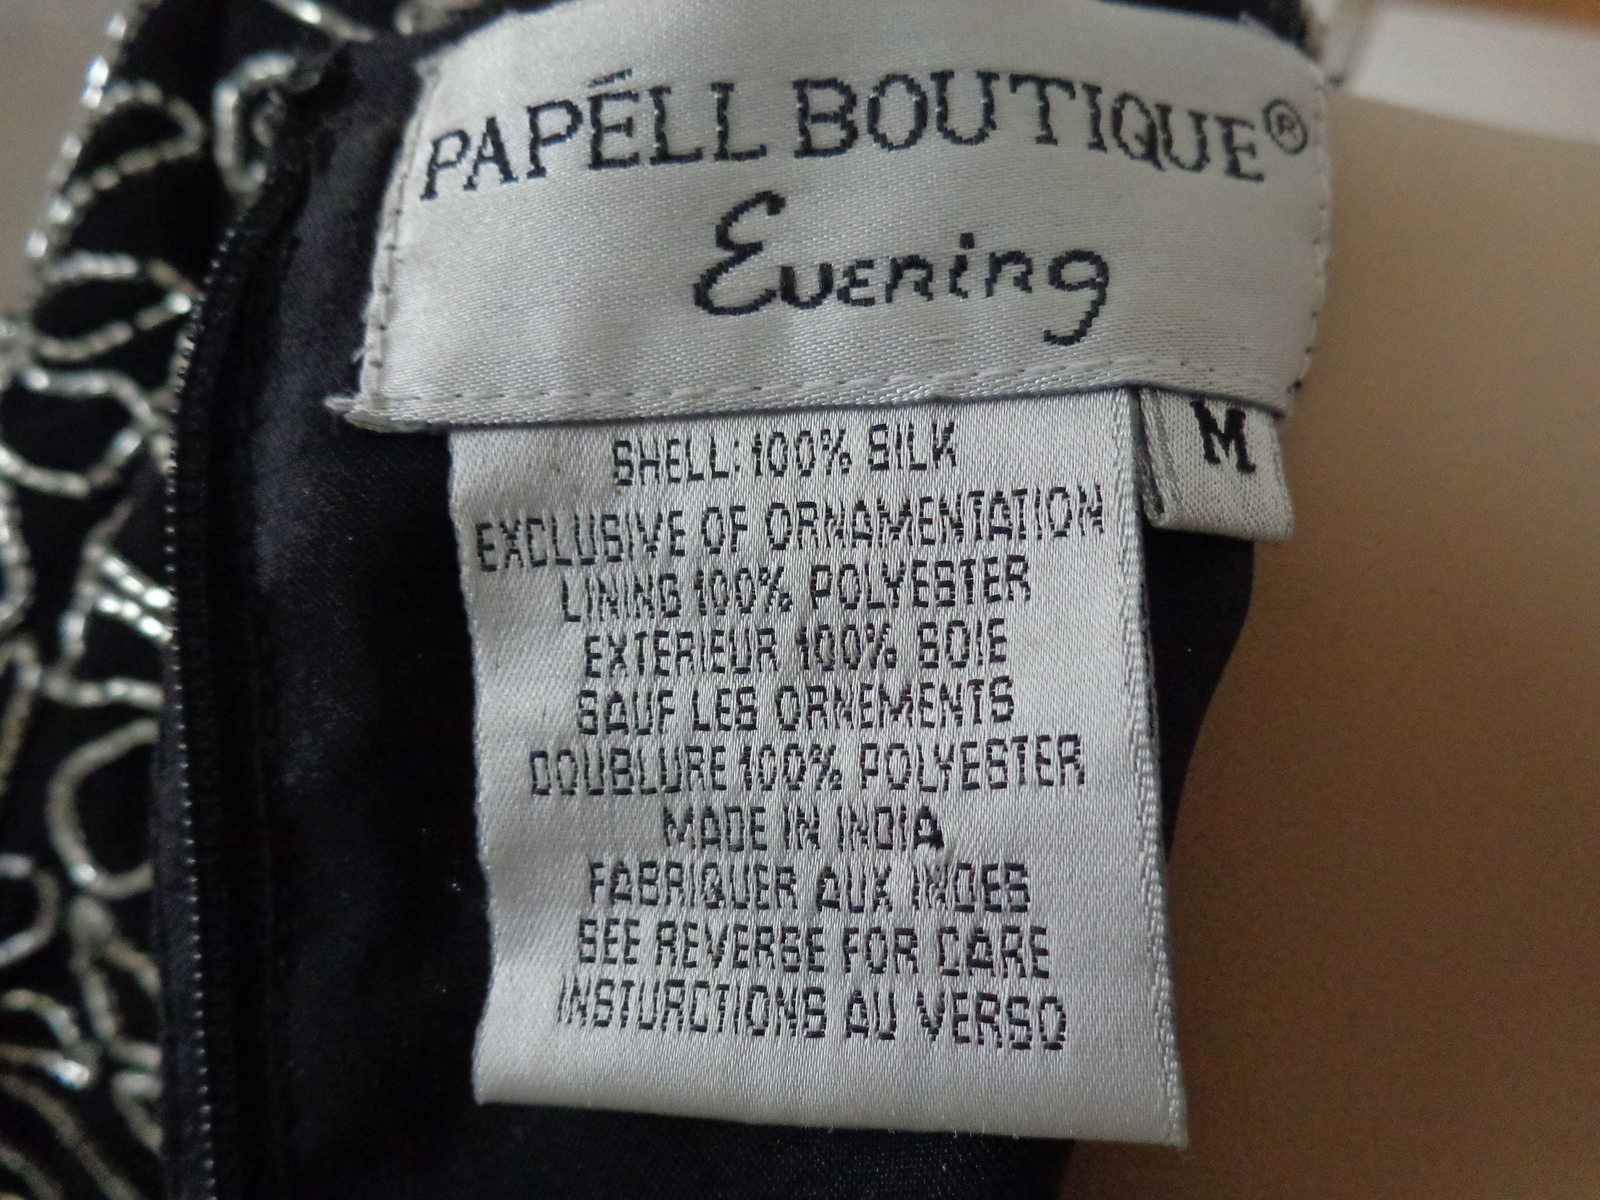 PAPÉLL BOUTIQUE®
Evening
M
SHELL: 100% SILK
EXCLUSIVE OF ORNAMENTATION
LINING 100% POLYESTER
EXTERIEUR 100% SOIE
SAUF LES ORNEMENTS
DOUBLURE 100% POLYESTER
MADE IN INDIA
FABRIQUER AUX INDES
SEE REVERSE FOR CARE
INSTURCTIONS AU VERSO